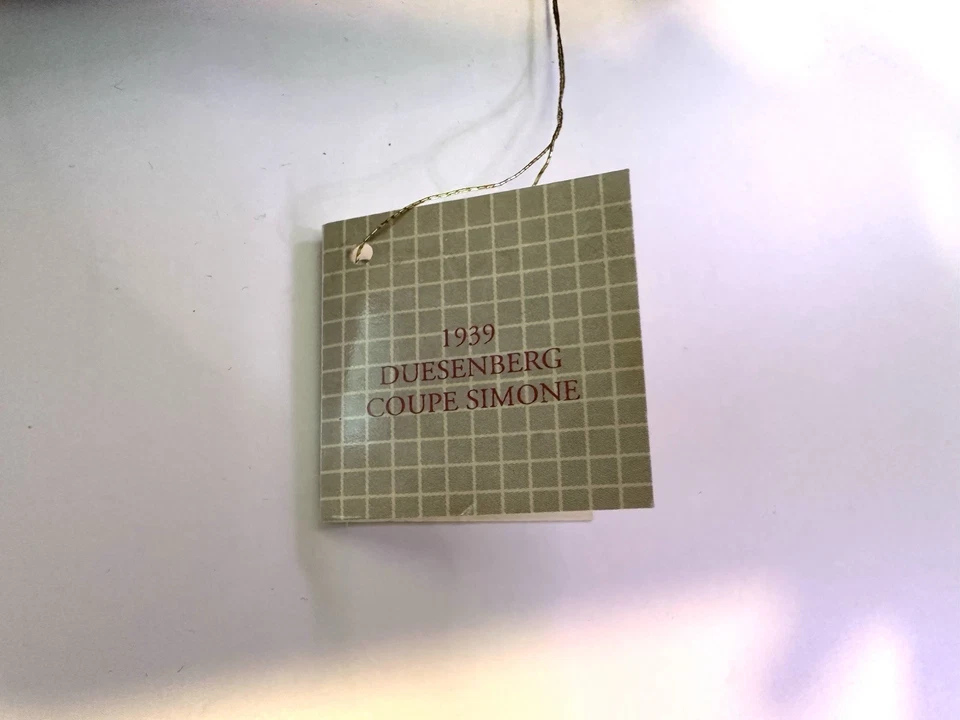 1939
DUESENBERG
COUPE SIMONE